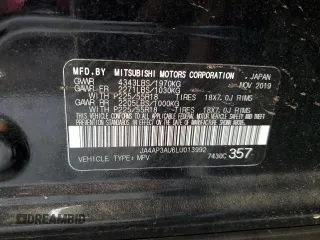 MFD.BY MITSUBISHI MOTORS CORPORATION, JAPAN
GVWR 4343LBS/1970KG NOV 2019
GAWR FR 2271LBS/1030KG
WITH P225/55R18 TIRES 18X7.0J RIMS
GAWR RR 2205LBS/1000KG
WITH P225/55R18 TIRES 18X7.0J RIMS
JA4AP3AU6LU013992
VEHICLE TYPE: MPV 7430C 357
AMERIDBID